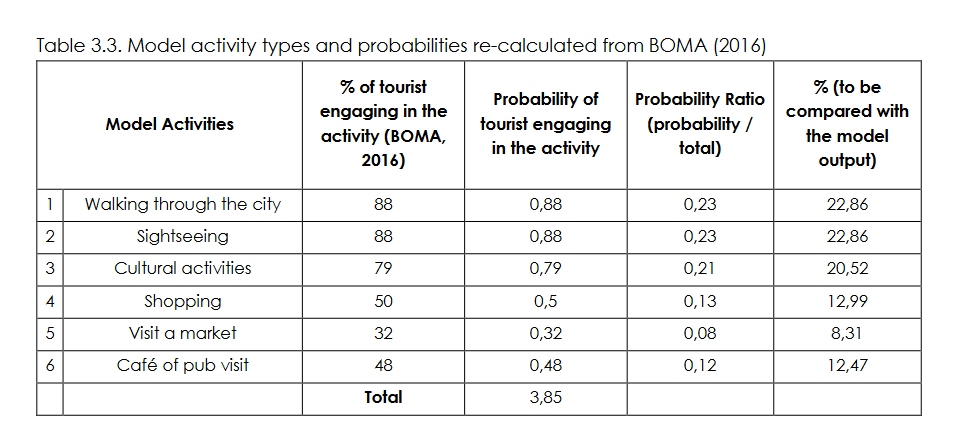 Table 3.3. Model activity types and probabilities re-calculated from BOMA (2016)
Model Activities
% of tourist
engaging in the
activity (BOMA,
2016)
Probability of
tourist engaging
in the activity
Probability Ratio
(probability /
total)
% (to be
compared with
the model
output)
1 Walking through the city 88 0,88 0,23 22,86
2 Sightseeing 88 0,88 0,23 22,86
3 Cultural activities 79 0,79 0,21 20,52
4 Shopping 50 0,5 0,13 12,99
5 Visit a market 32 0,32 0,08 8,31
6 Café of pub visit 48 0,48 0,12 12,47
Total 3,85